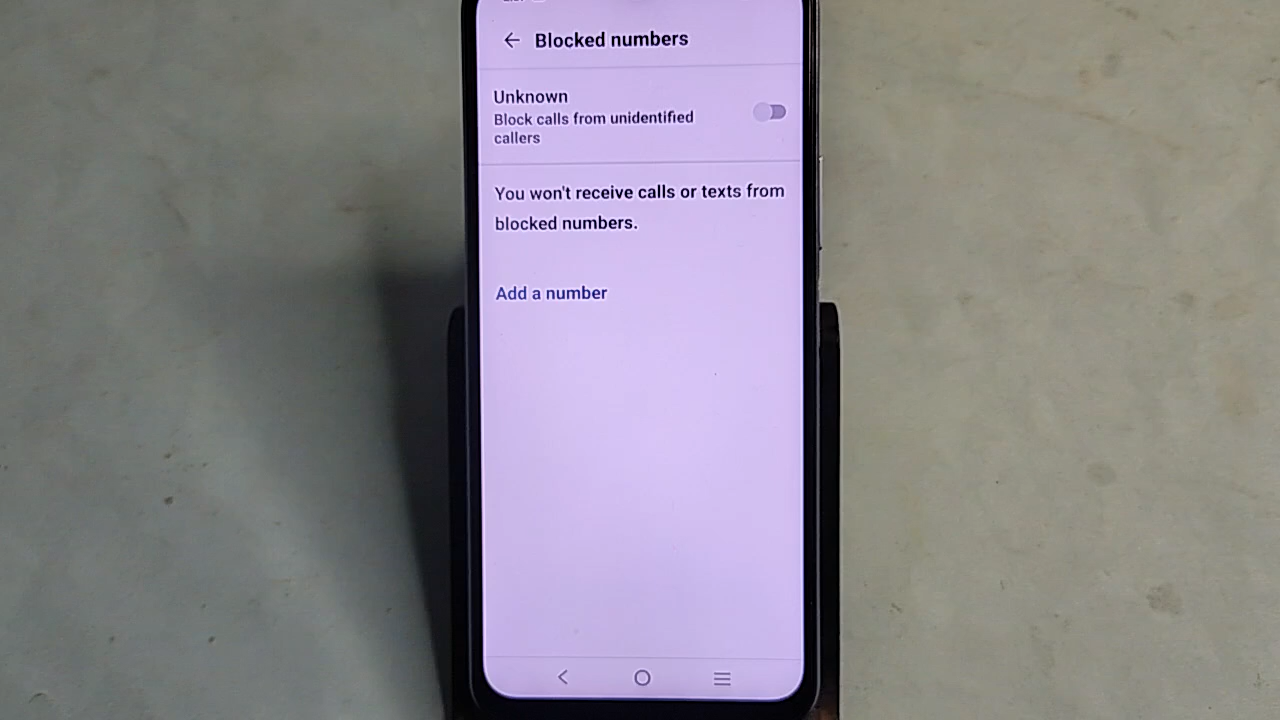 Blocked numbers
Unknown
Block calls from unidentified
callers
You won't receive calls or texts from
blocked numbers.
Add a number